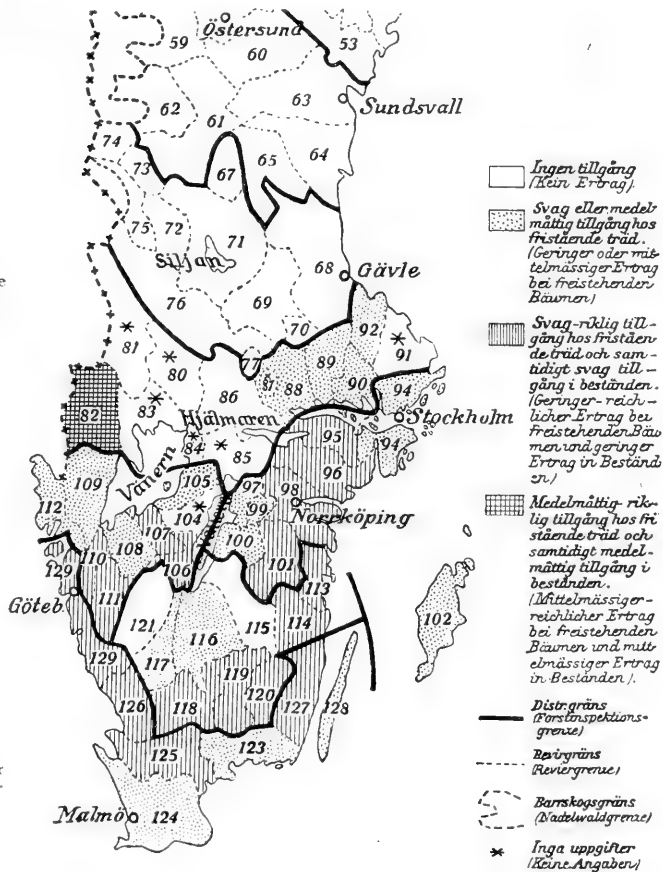 Östersund
59
60
53
62
61
63
Sundsvall
74
73
67
65
64
75
72
71
Siljan
68
Gävle
76
69
70
92
81
80
77
89
91
83
86
88
90
94
82
Hjälmaren
Stockholm
84
85
95
94
109
Vänern
105
97
96
112
104
99
98
Norrköping
107
108
100
110
106
101
129
111
113
Göteb.
121
116
115
114
102
129
117
119
126
118
120
127
128
125
123
Malmö
124
Ingen tillgång
(Kein Ertrag).
Svag eller medel-
måttig tillgång hos
fristående träd.
(Geringer oder mit-
telmässiger Ertrag
bei freistehenden
Bäumen)
Svag-riklig till-
gång hos friståen-
de träd och sam-
tidigt svag till-
gång i bestånden.
(Geringer-reich-
licher Ertrag bei
freistehenden Bäu-
men und geringer
Ertrag in Beständ
en)
Medelmåttig-rik-
lig tillgång hos fri
stående träd och
samtidigt medel-
måttig tillgång i
bestånden.
(Mittelmässiger-
reichlicher Ertrag
bei freistehenden
Bäumen und mitt-
elmässiger Ertrag
in Beständen).
Distr.gräns
(Forstinspektions-
grenze)
Revirgräns
(Reviergrenze)
Barrskogsgräns
(Nadelwaldgrenze)
Inga uppgifter
(Keine Angaben)